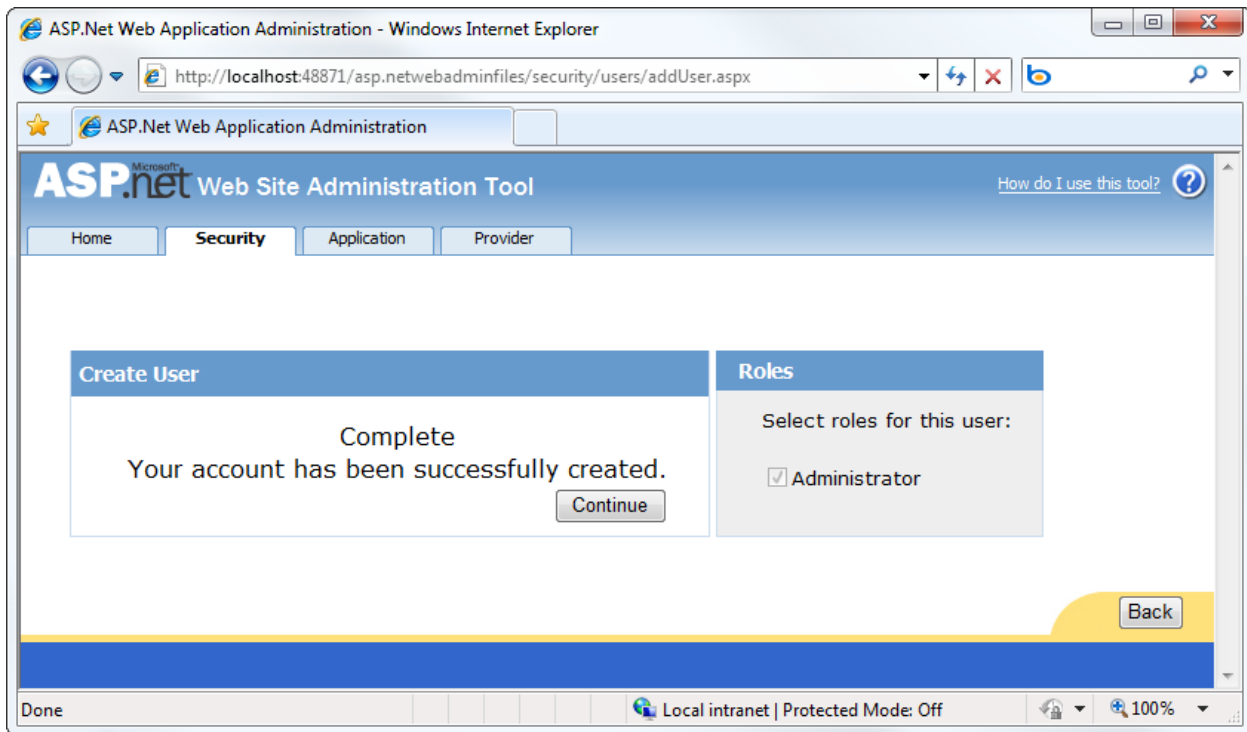 ASP.Net Web Application Administration - Windows Internet Explorer
http://localhost:48871/asp.netwebadminfiles/security/users/addUser.aspx
ASP.Net Web Application Administration
Microsoft
ASP.net Web Site Administration Tool
How do I use this tool? ?
Home Security Application Provider
Create User
Complete
Your account has been successfully created.
Continue
Roles
Select roles for this user:
Administrator
Back
Done Local intranet | Protected Mode: Off 100%